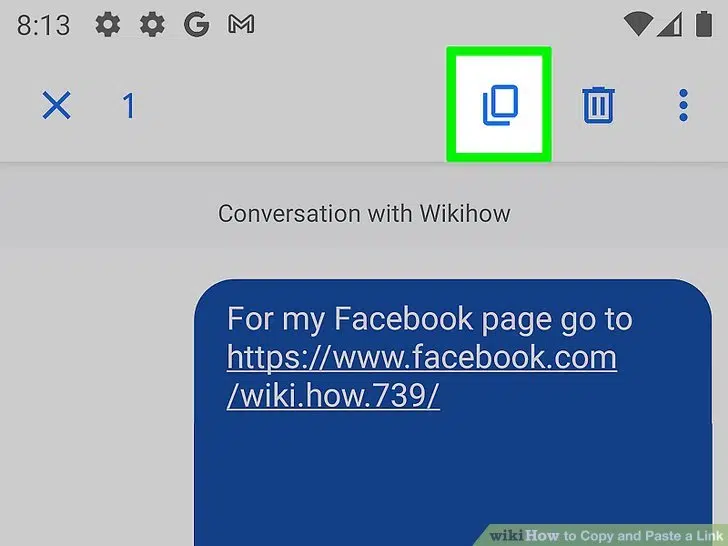 8:13
1
Conversation with Wikihow
For my Facebook page go to
https://www.facebook.com
/wiki.how.739/
wikiHow to Copy and Paste a Link